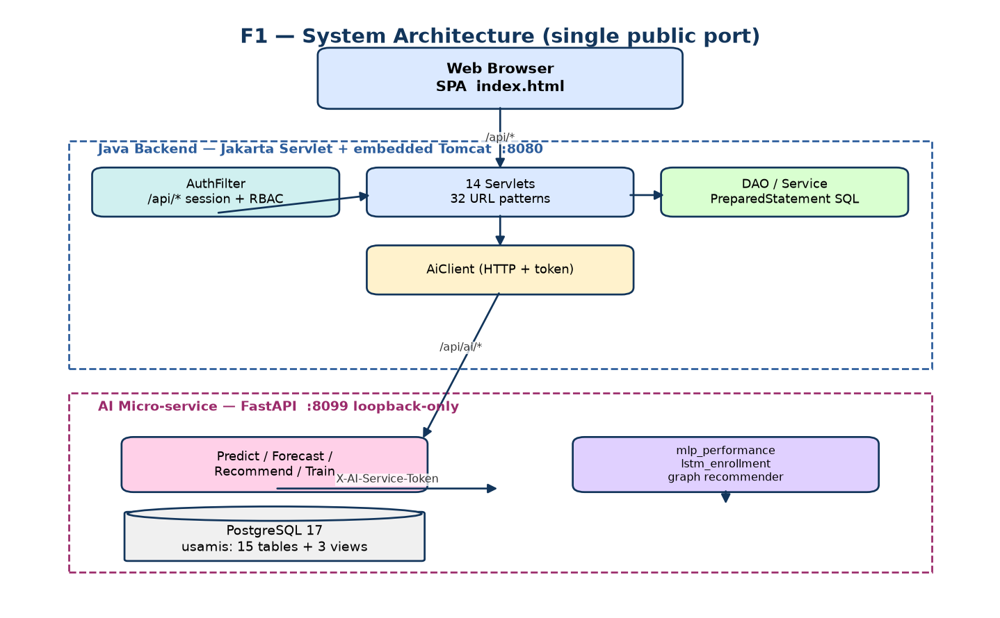 F1 — System Architecture (single public port)
Web Browser
SPA  index.html
/api/*
Java Backend — Jakarta Servlet + embedded Tomcat  :8080
AuthFilter
/api/* session + RBAC
14 Servlets
32 URL patterns
DAO / Service
PreparedStatement SQL
AiClient (HTTP + token)
/api/ai/*
AI Micro-service — FastAPI  :8099 loopback-only
Predict / Forecast /
Recommend / Train
X-AI-Service-Token
mlp_performance
lstm_enrollment
graph recommender
PostgreSQL 17
usamis: 15 tables + 3 views